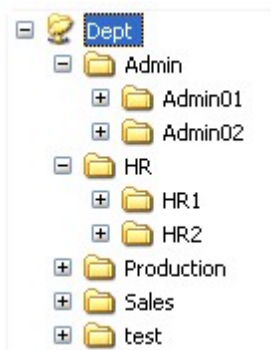 Dept
Admin
Admin01
Admin02
HR
HR1
HR2
Production
Sales
test